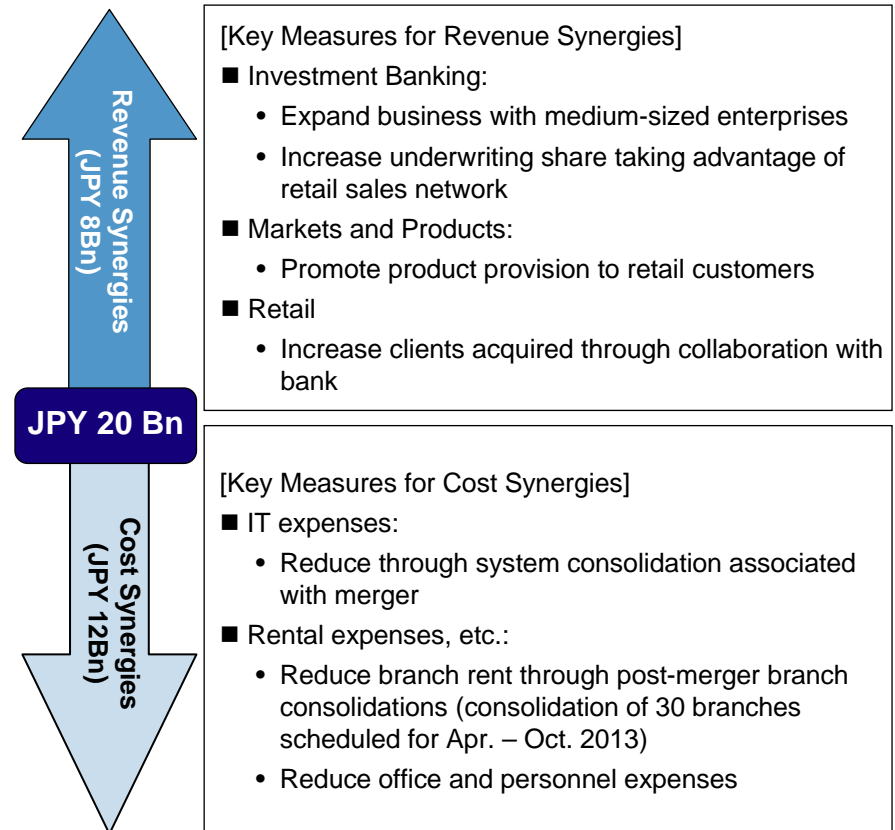 Revenue Synergies
(JPY 8Bn)
[Key Measures for Revenue Synergies]
■ Investment Banking:
• Expand business with medium-sized enterprises
• Increase underwriting share taking advantage of
retail sales network
■ Markets and Products:
• Promote product provision to retail customers
■ Retail
• Increase clients acquired through collaboration with
bank
JPY 20 Bn
Cost Synergies
(JPY 12Bn)
[Key Measures for Cost Synergies]
■ IT expenses:
• Reduce through system consolidation associated
with merger
■ Rental expenses, etc.:
• Reduce branch rent through post-merger branch
consolidations (consolidation of 30 branches
scheduled for Apr. – Oct. 2013)
• Reduce office and personnel expenses